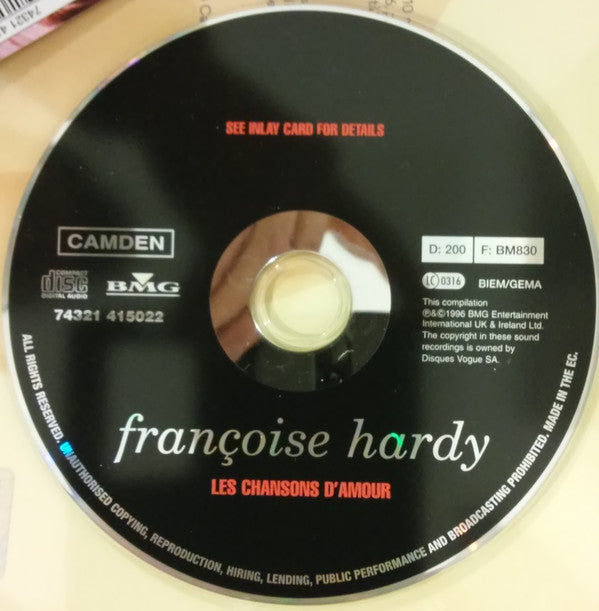 74321 4
SEE INLAY CARD FOR DETAILS
CAMDEN
COMPACT
disc
DIGITAL AUDIO
BMG
74321 415022
D: 200 F: BM830
LC 0316 BIEM/GEMA
This compilation
℗&©1996 BMG Entertainment
International UK & Ireland Ltd.
The copyright in these sound
recordings is owned by
Disques Vogue SA.
françoise hardy
LES CHANSONS D'AMOUR
ALL RIGHTS RESERVED. UNAUTHORISED COPYING, REPRODUCTION, HIRING, LENDING, PUBLIC PERFORMANCE AND BROADCASTING PROHIBITED. MADE IN THE EC.